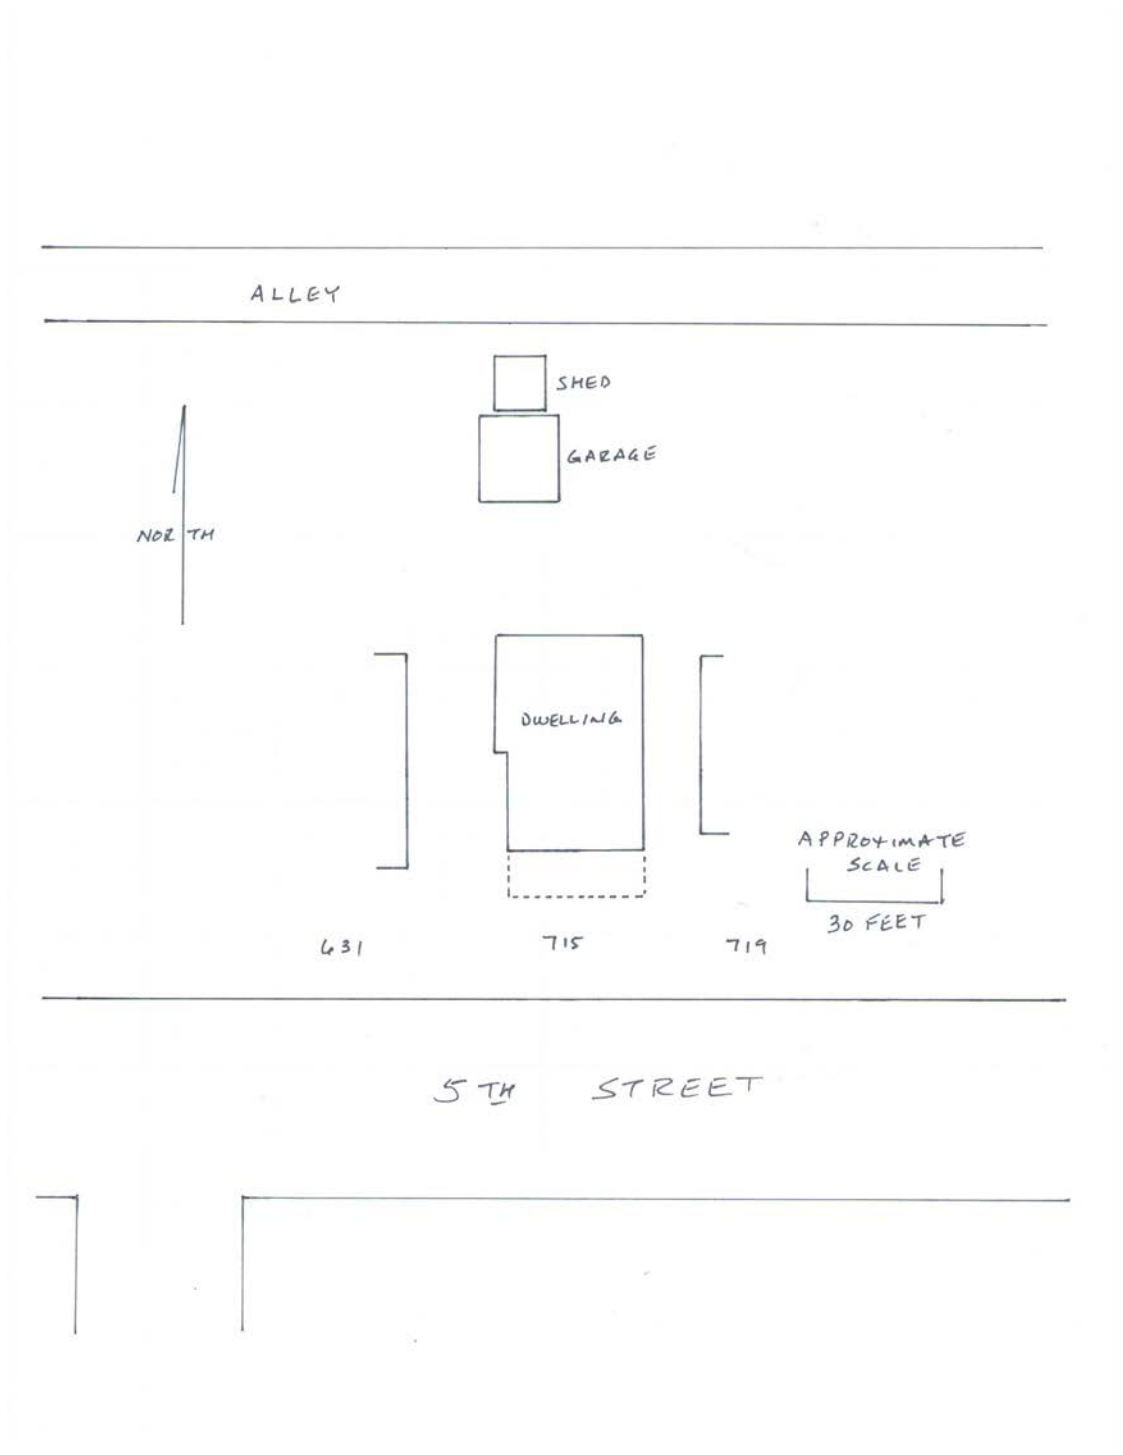 ALLEY
SHED
GARAGE
NORTH
DWELLING
APPROXIMATE
SCALE
30 FEET
631
715
719
5TH STREET